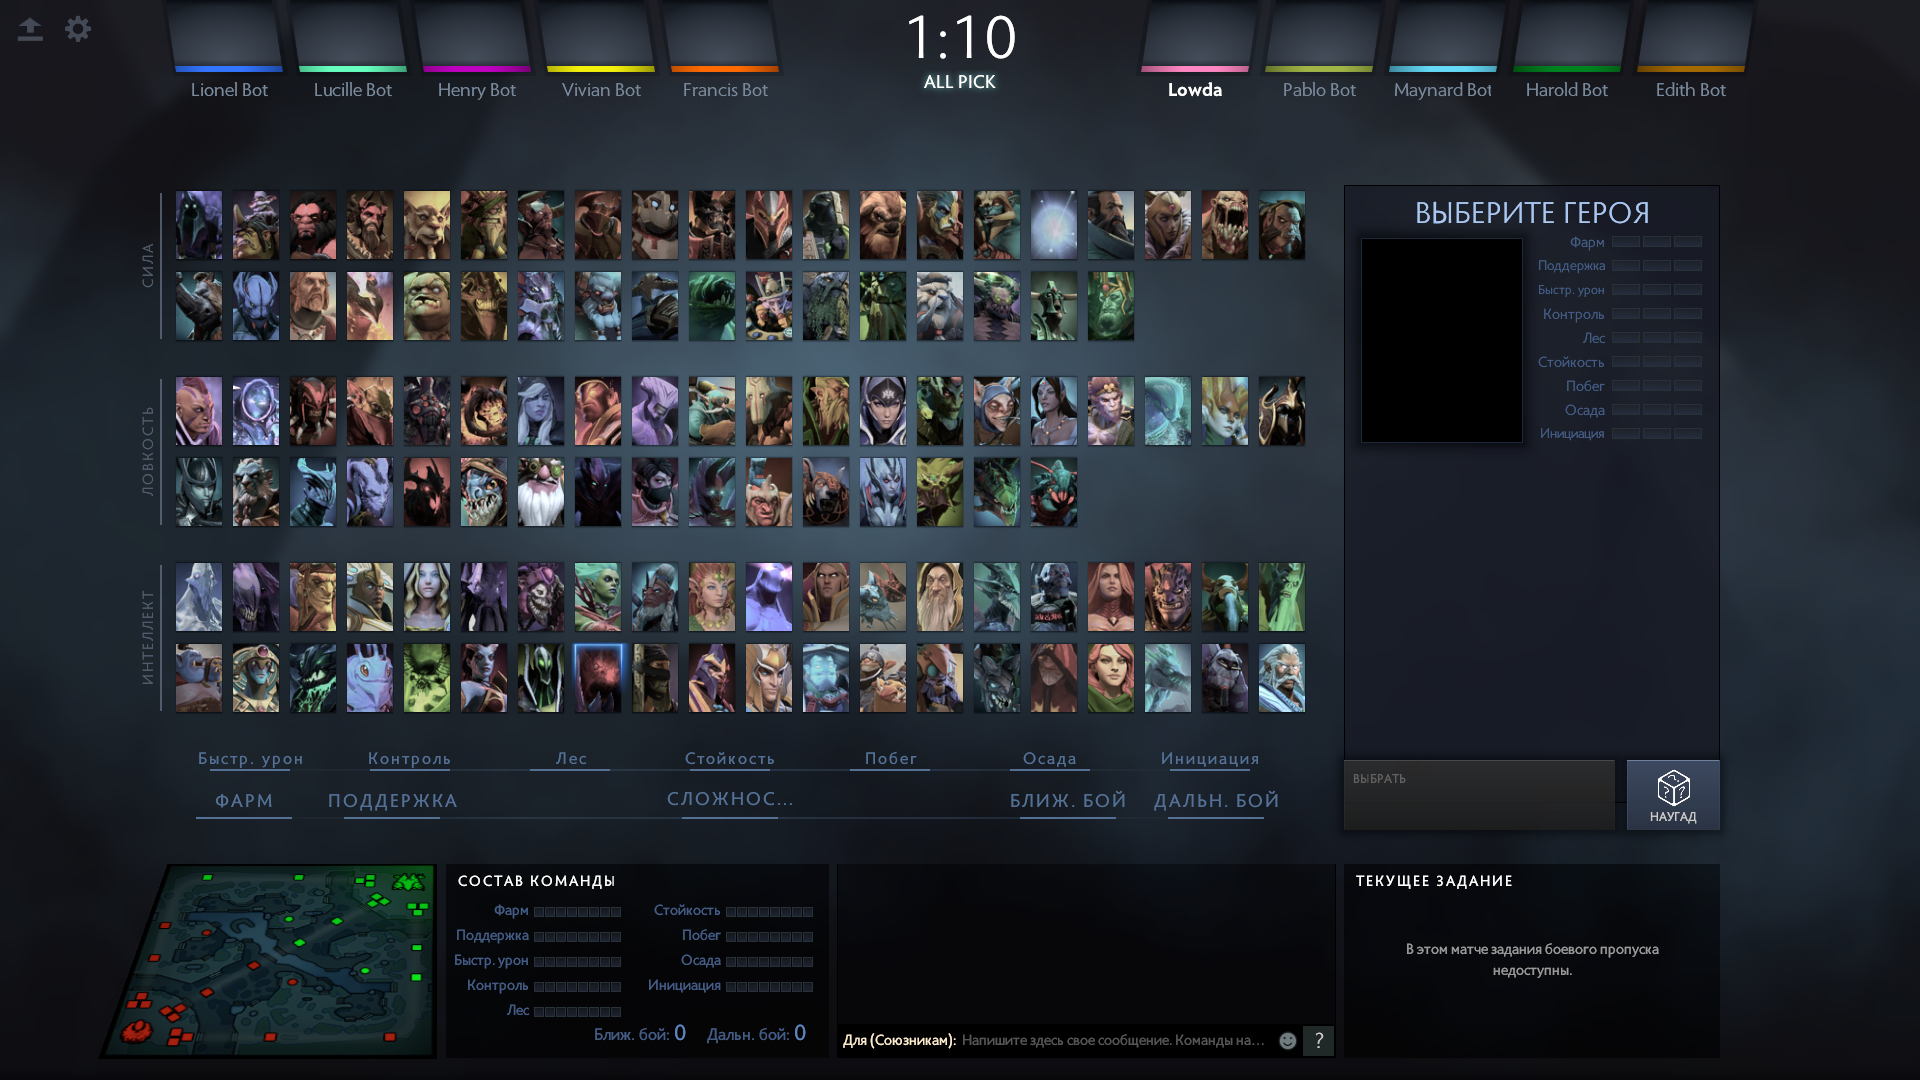 1:10
ALL PICK
Lionel Bot
Lucille Bot
Henry Bot
Vivian Bot
Francis Bot
Lowda
Pablo Bot
Maynard Bot
Harold Bot
Edith Bot
СИЛА
ЛОВКОСТЬ
ИНТЕЛЛЕКТ
ВЫБЕРИТЕ ГЕРОЯ
Фарм
Поддержка
Быстр. урон
Контроль
Лес
Стойкость
Побег
Осада
Инициация
ВЫБРАТЬ
НАУГАД
Быстр. урон
Контроль
Лес
Стойкость
Побег
Осада
Инициация
ФАРМ
ПОДДЕРЖКА
СЛОЖНОС...
БЛИЖ. БОЙ
ДАЛЬН. БОЙ
СОСТАВ КОМАНДЫ
Фарм
Поддержка
Быстр. урон
Контроль
Лес
Стойкость
Побег
Осада
Инициация
Ближ. бой: 0
Дальн. бой: 0
Для (Союзникам): Напишите здесь свое сообщение. Команды на...
?
ТЕКУЩЕЕ ЗАДАНИЕ
В этом матче задания боевого пропуска
недоступны.